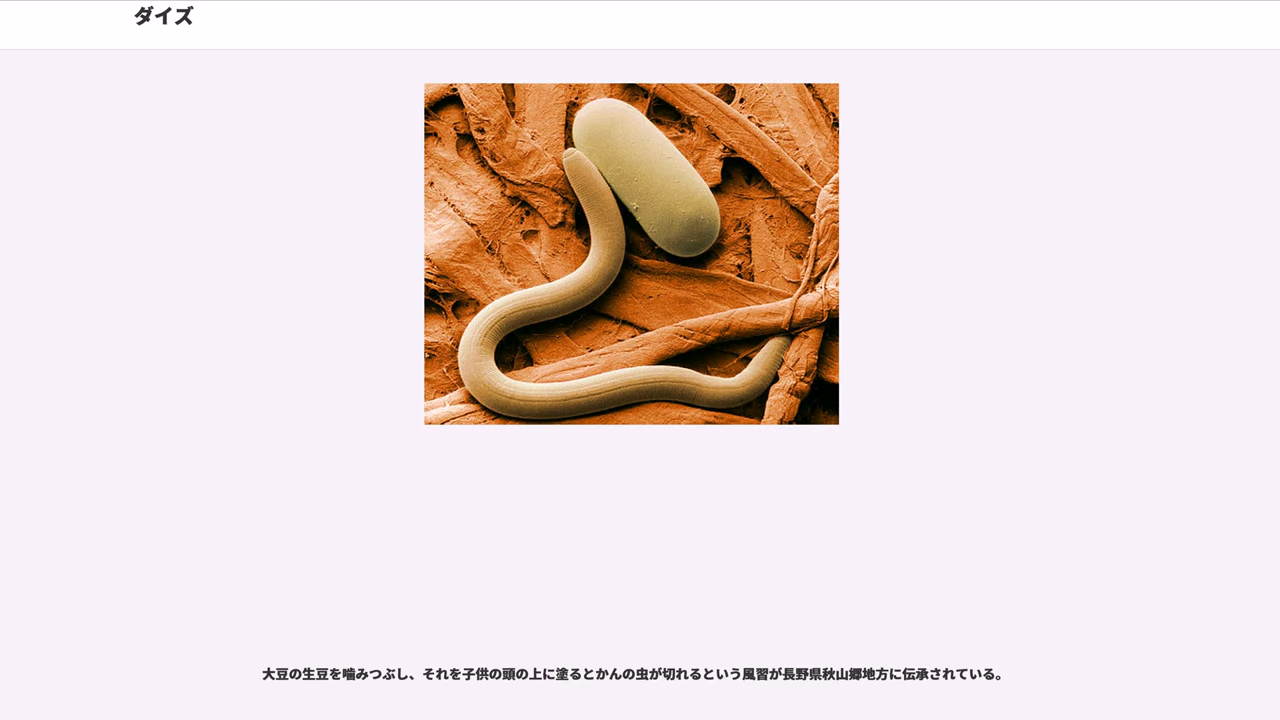 ダイズ
大豆の生豆を噛みつぶし、それを子供の頭の上に塗るとかんの虫が切れるという風習が長野県秋山郷地方に伝承されている。